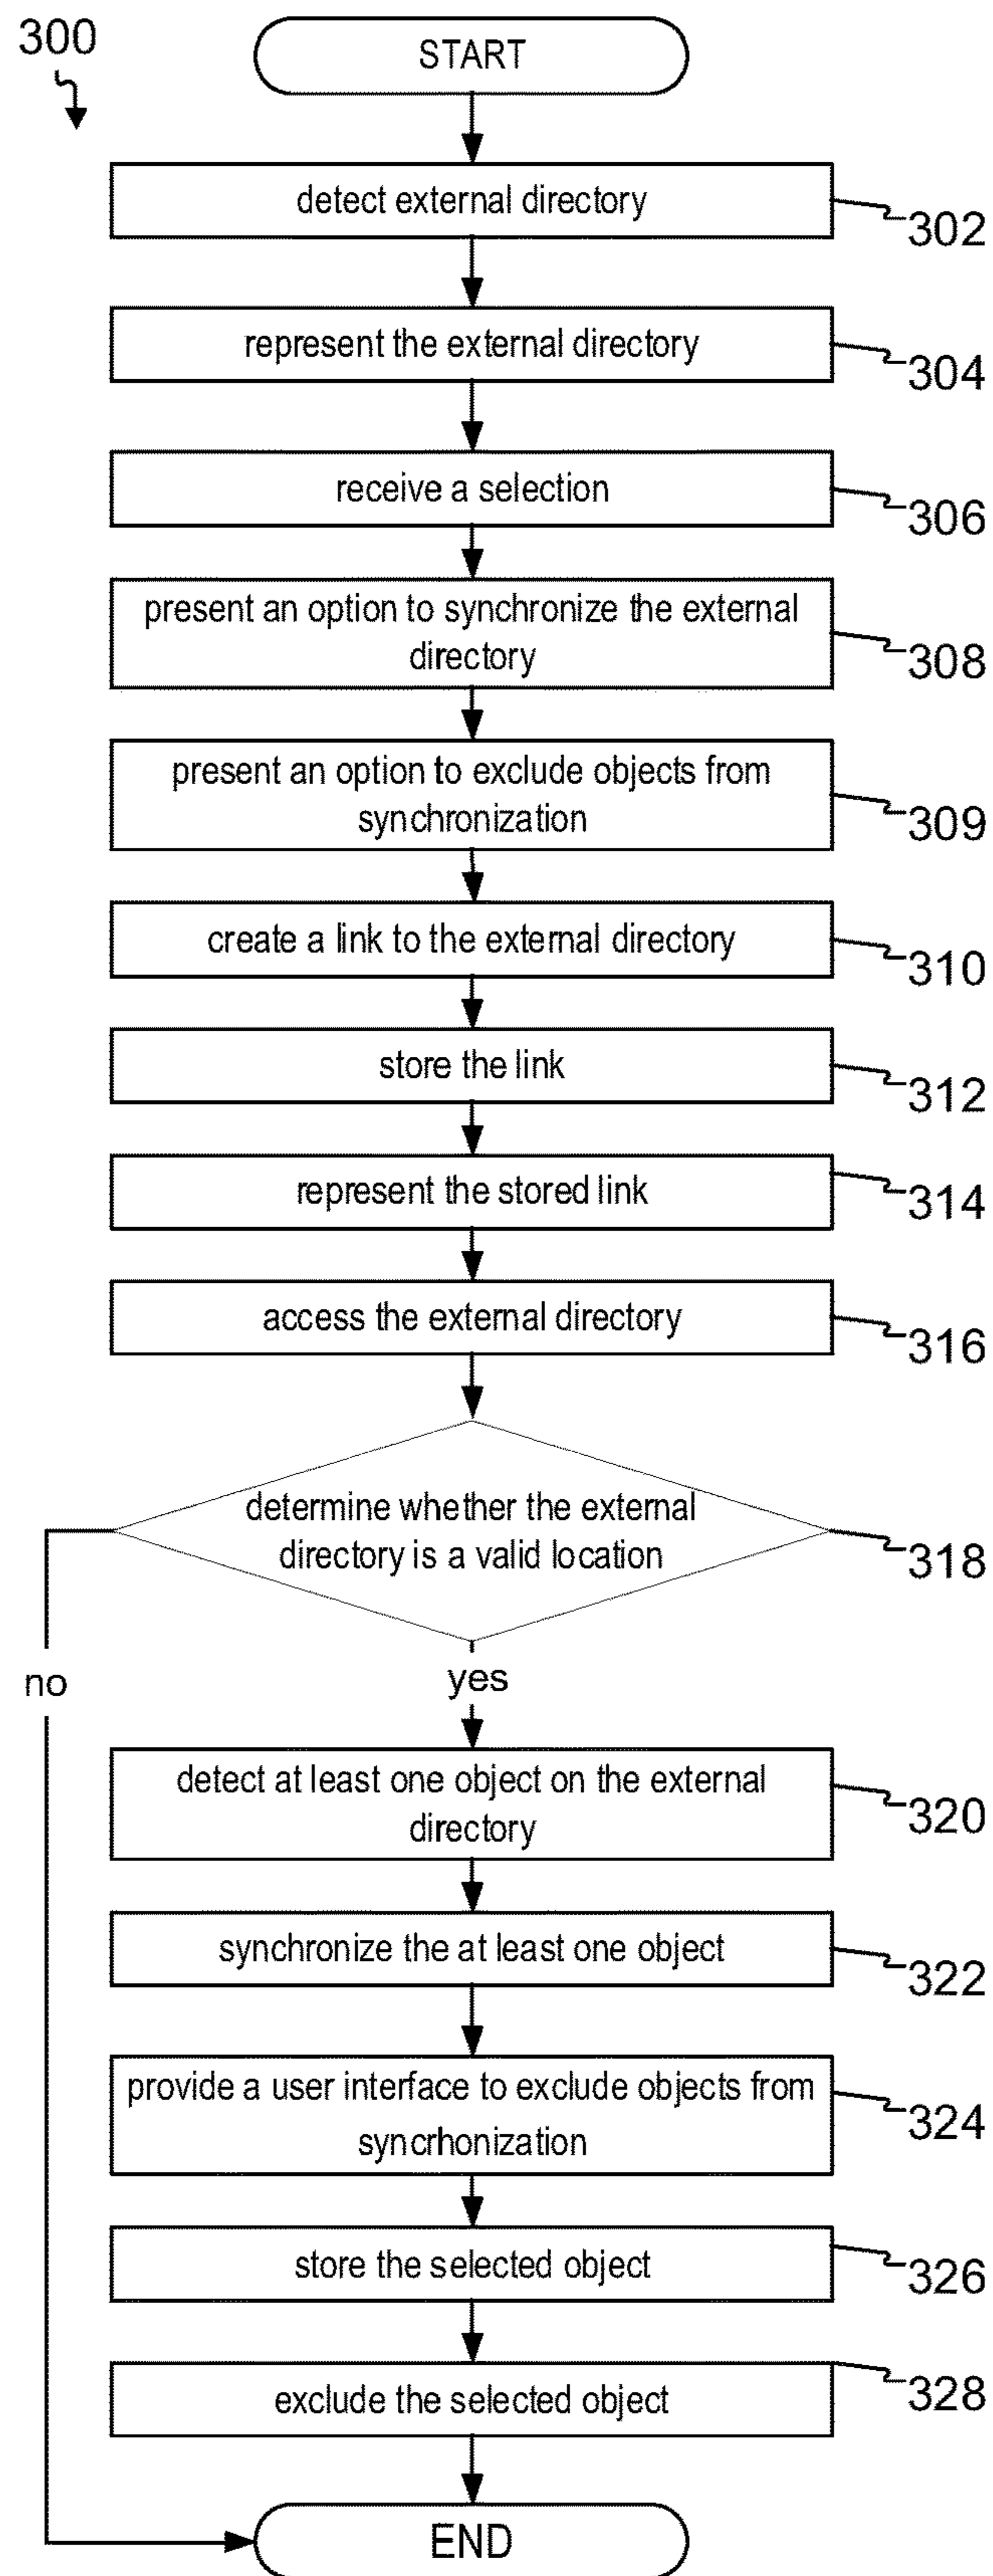 300
START
detect external directory
302
represent the external directory
304
receive a selection
306
present an option to synchronize the external
directory
308
present an option to exclude objects from
synchronization
309
create a link to the external directory
310
store the link
312
represent the stored link
314
access the external directory
316
determine whether the external
directory is a valid location
318
no
yes
detect at least one object on the external
directory
320
synchronize the at least one object
322
provide a user interface to exclude objects from
syncrhonization
324
store the selected object
326
exclude the selected object
328
END